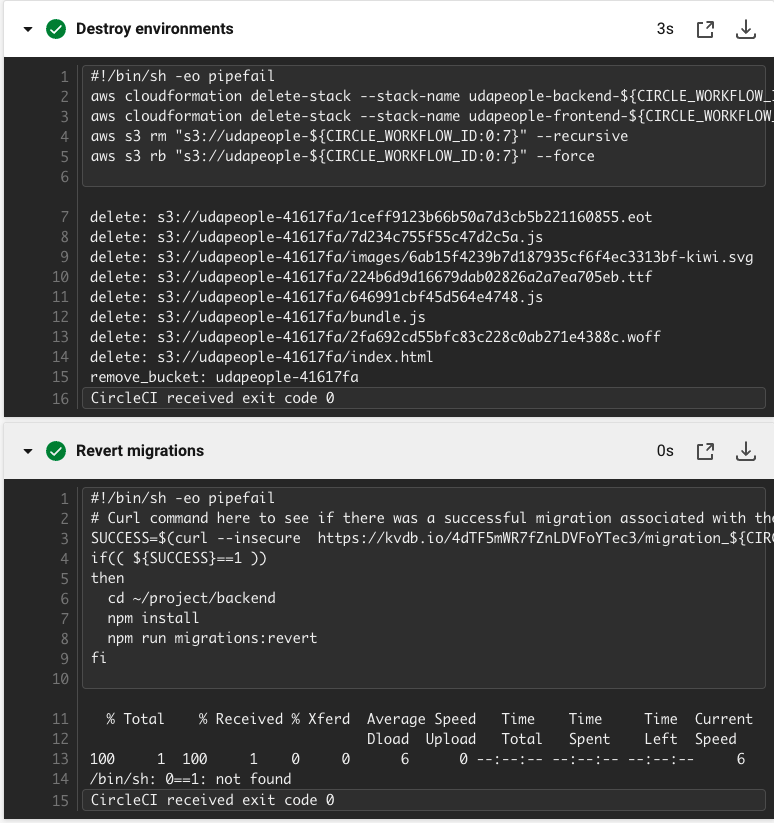 Destroy environments 3s
1 #!/bin/sh -eo pipefail
2 aws cloudformation delete-stack --stack-name udapeople-backend-${CIRCLE_WORKFLOW_I
3 aws cloudformation delete-stack --stack-name udapeople-frontend-${CIRCLE_WORKFLOW_
4 aws s3 rm "s3://udapeople-${CIRCLE_WORKFLOW_ID:0:7}" --recursive
5 aws s3 rb "s3://udapeople-${CIRCLE_WORKFLOW_ID:0:7}" --force
6
7 delete: s3://udapeople-41617fa/1ceff9123b66b50a7d3cb5b221160855.eot
8 delete: s3://udapeople-41617fa/7d234c755f55c47d2c5a.js
9 delete: s3://udapeople-41617fa/images/6ab15f4239b7d187935cf6f4ec3313bf-kiwi.svg
10 delete: s3://udapeople-41617fa/224b6d9d16679dab02826a2a7ea705eb.ttf
11 delete: s3://udapeople-41617fa/646991cbf45d564e4748.js
12 delete: s3://udapeople-41617fa/bundle.js
13 delete: s3://udapeople-41617fa/2fa692cd55bfc83c228c0ab271e4388c.woff
14 delete: s3://udapeople-41617fa/index.html
15 remove_bucket: udapeople-41617fa
16 CircleCI received exit code 0
Revert migrations 0s
1 #!/bin/sh -eo pipefail
2 # Curl command here to see if there was a successful migration associated with the
3 SUCCESS=$(curl --insecure  https://kvdb.io/4dTF5mWR7fZnLDVFoYTec3/migration_${CIRC
4 if(( ${SUCCESS}==1 ))
5 then
6   cd ~/project/backend
7   npm install
8   npm run migrations:revert
9 fi
10
11   % Total    % Received % Xferd  Average Speed   Time    Time     Time  Current
12                                  Dload  Upload   Total   Spent    Left  Speed
13 100     1  100     1    0     0      6      0 --:--:-- --:--:-- --:--:--     6
14 /bin/sh: 0==1: not found
15 CircleCI received exit code 0